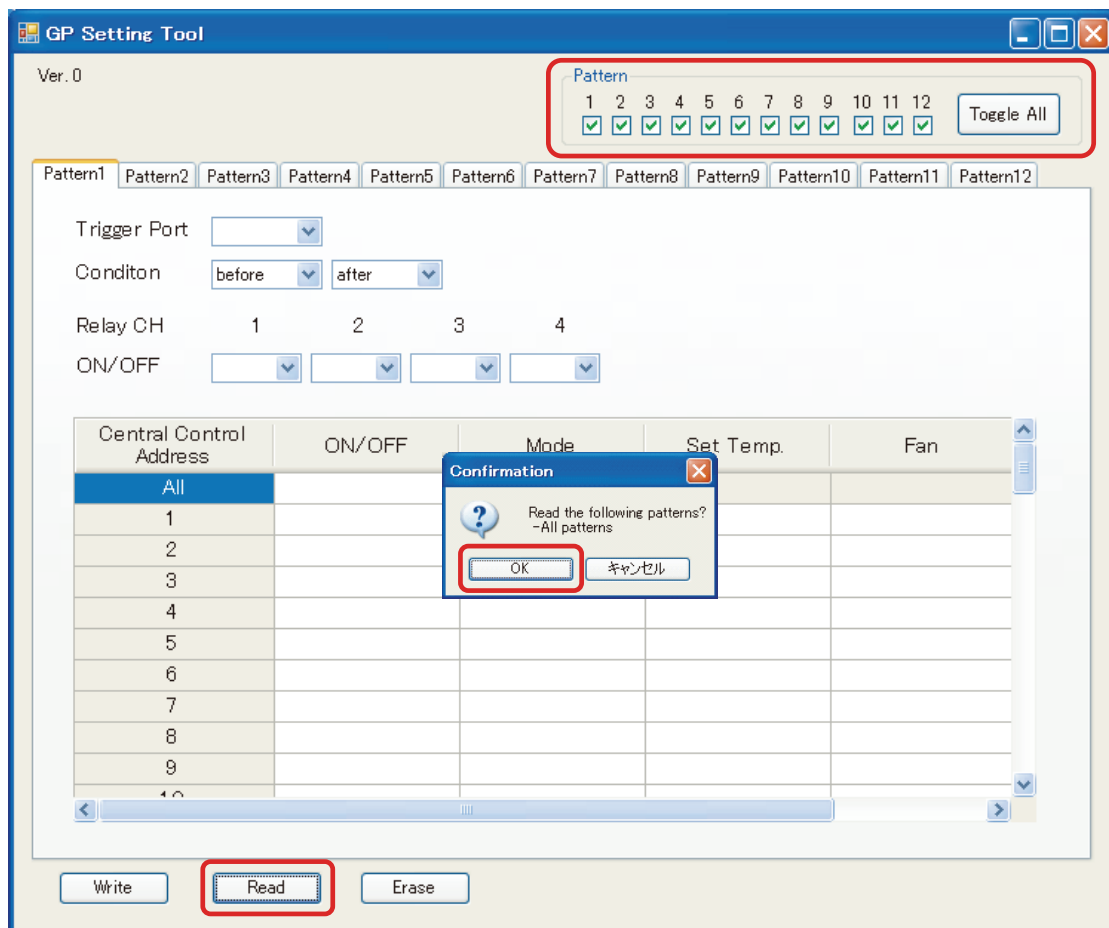 GP Setting Tool
Ver. 0
Pattern
1 2 3 4 5 6 7 8 9 10 11 12
Toggle All
Pattern1 Pattern2 Pattern3 Pattern4 Pattern5 Pattern6 Pattern7 Pattern8 Pattern9 Pattern10 Pattern11 Pattern12
Trigger Port
Conditon before after
Relay CH 1 2 3 4
ON/OFF
Central Control Address ON/OFF Mode Set Temp. Fan
All
1
2
3
4
5
6
7
8
9
10
Confirmation
Read the following patterns?
-All patterns
OK キャンセル
Write Read Erase